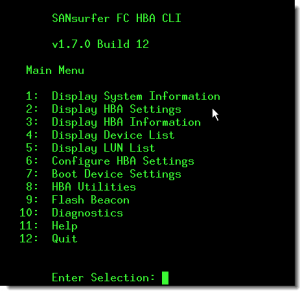 SANsurfer FC HBA CLI
v1.7.0 Build 12
Main Menu
1: Display System Information
2: Display HBA Settings
3: Display HBA Information
4: Display Device List
5: Display LUN List
6: Configure HBA Settings
7: Boot Device Settings
8: HBA Utilities
9: Flash Beacon
10: Diagnostics
11: Help
12: Quit
Enter Selection: